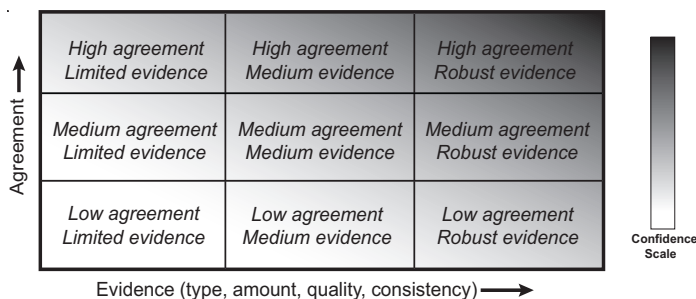 High agreement
Limited evidence
High agreement
Medium evidence
High agreement
Robust evidence
Medium agreement
Limited evidence
Medium agreement
Medium evidence
Medium agreement
Robust evidence
Low agreement
Limited evidence
Low agreement
Medium evidence
Low agreement
Robust evidence
Agreement
Evidence (type, amount, quality, consistency)
Confidence
Scale